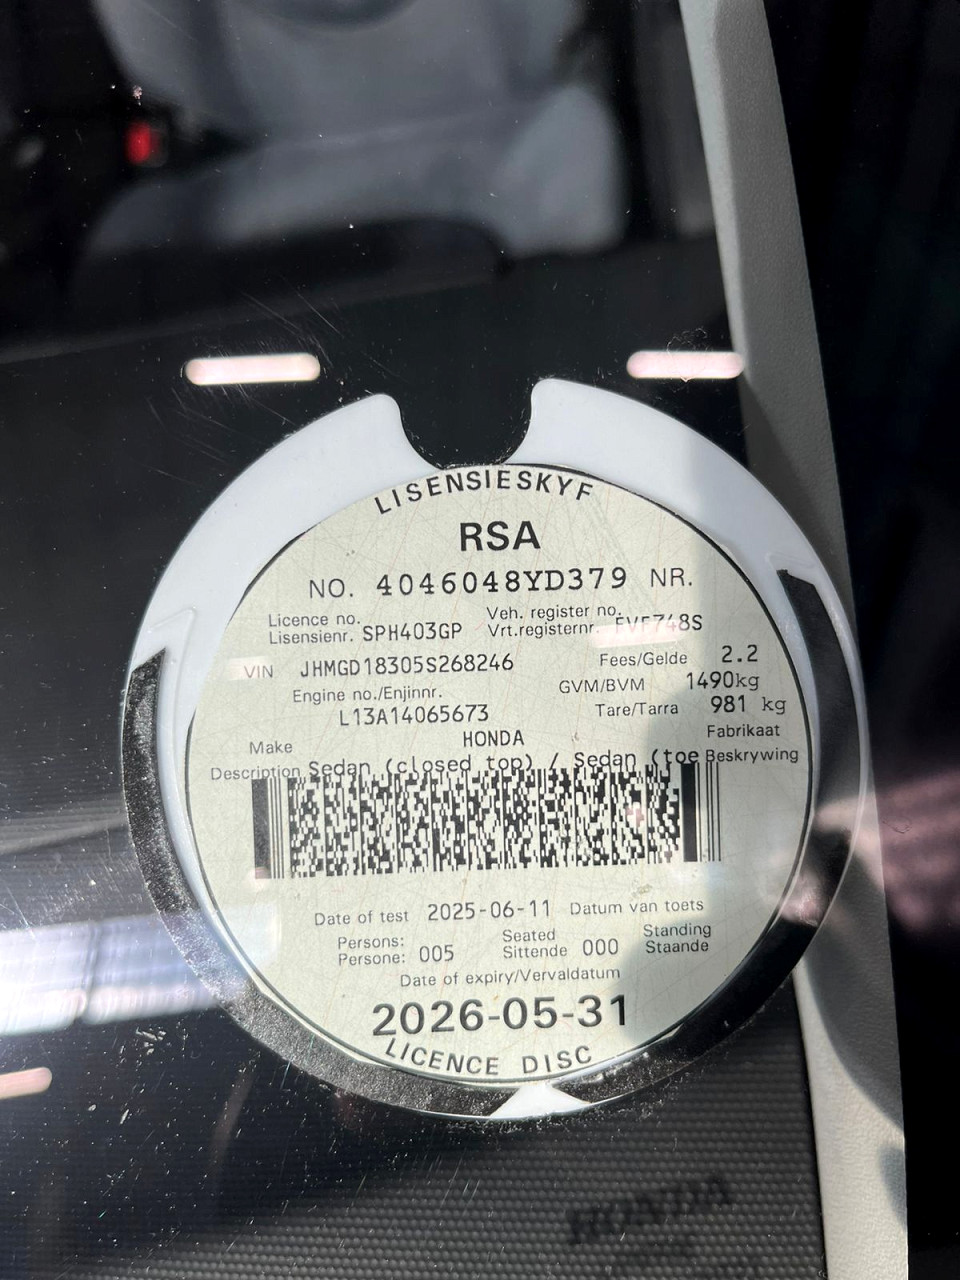 LISENSIESKYF
RSA
NO. 4046048YD379 NR.
Licence no. Veh. register no.
Lisensienr. SPH403GP Vrt.registernr. FVF748S
VIN JHMGD18305S268246 Fees/Gelde 2.2
Engine no./Enjinnr. GVM/BVM 1490kg
L13A14065673 Tare/Tarra 981 kg
Make HONDA Fabrikaat
Description Sedan (closed top) / Sedan (toe Beskrywing
Date of test 2025-06-11 Datum van toets
Persons: Seated Standing
Persone: 005 Sittende 000 Staande
Date of expiry/Vervaldatum
2026-05-31
LICENCE DISC
HONDA